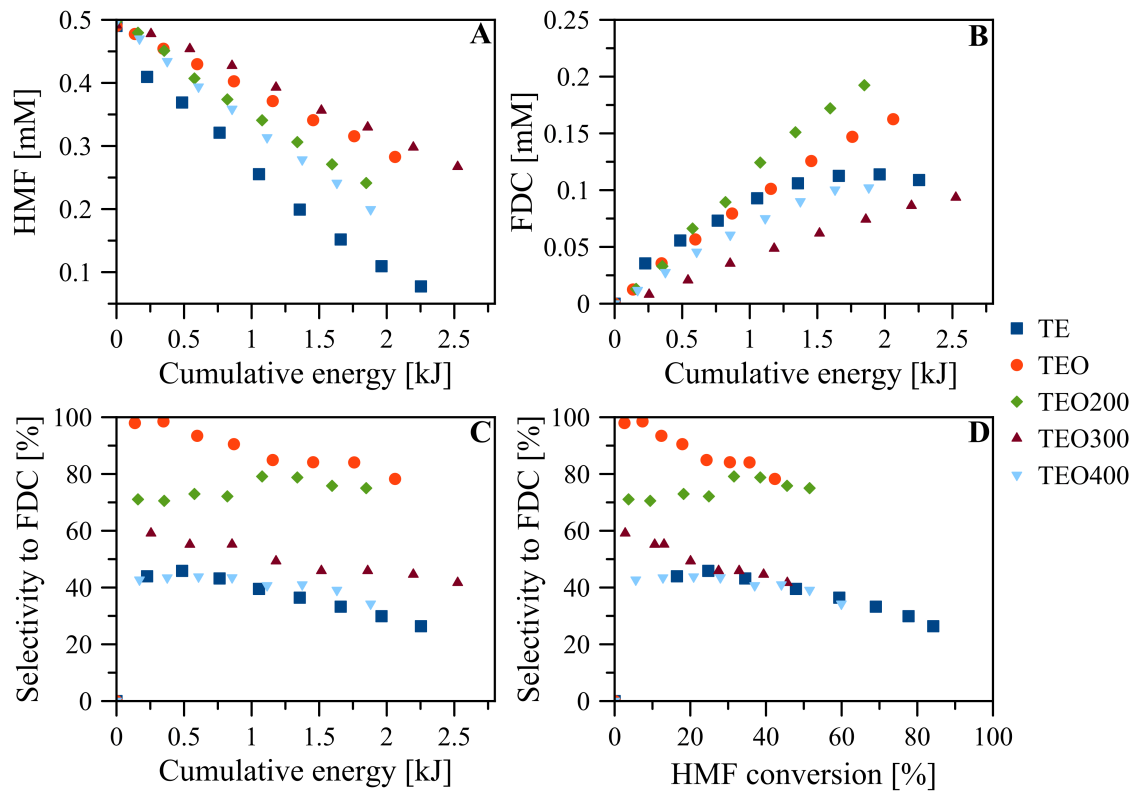 A
HMF [mM]
0.5
0.4
0.3
0.2
0.1
0 0.5 1 1.5 2 2.5
Cumulative energy [kJ]
B
FDC [mM]
0.25
0.2
0.15
0.1
0.05
0
0 0.5 1 1.5 2 2.5
Cumulative energy [kJ]
TE
TEO
TEO200
TEO300
TEO400
C
Selectivity to FDC [%]
100
80
60
40
20
0
0 0.5 1 1.5 2 2.5
Cumulative energy [kJ]
D
Selectivity to FDC [%]
100
80
60
40
20
0
0 20 40 60 80 100
HMF conversion [%]